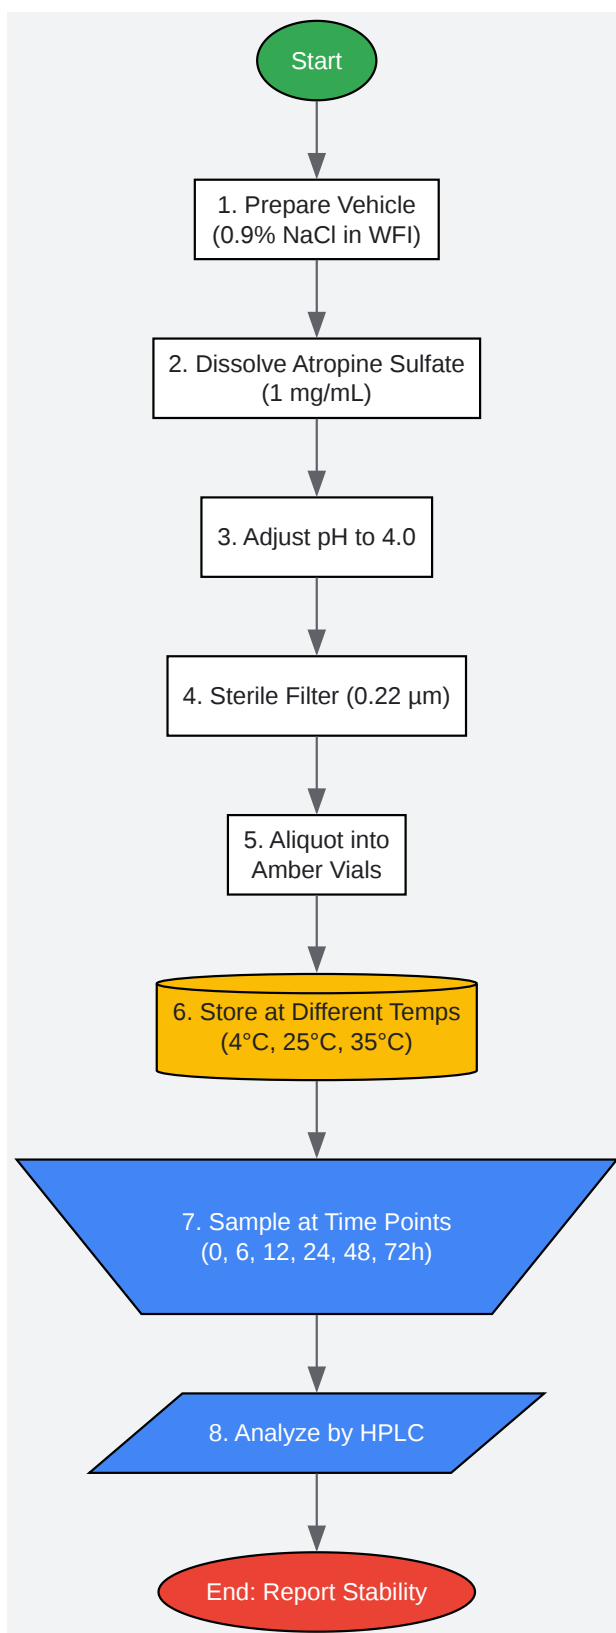 Start
1. Prepare Vehicle
(0.9% NaCl in WFI)
2. Dissolve Atropine Sulfate
(1 mg/mL)
3. Adjust pH to 4.0
4. Sterile Filter (0.22 µm)
5. Aliquot into
Amber Vials
6. Store at Different Temps
(4°C, 25°C, 35°C)
7. Sample at Time Points
(0, 6, 12, 24, 48, 72h)
8. Analyze by HPLC
End: Report Stability